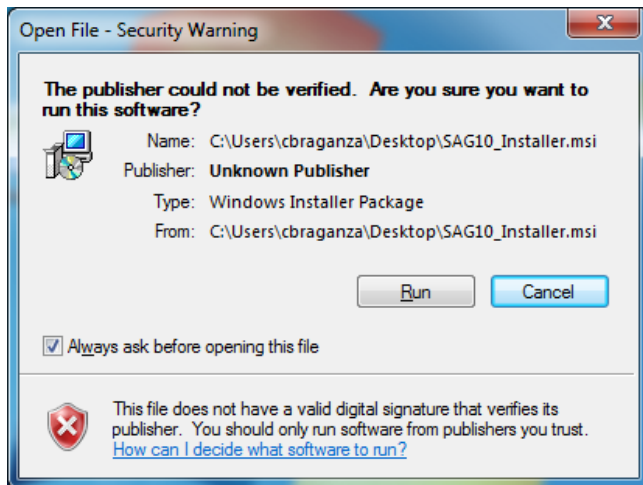 Open File - Security Warning
The publisher could not be verified.  Are you sure you want to
run this software?
Name: C:\Users\cbraganza\Desktop\SAG10_Installer.msi
Publisher: Unknown Publisher
Type: Windows Installer Package
From: C:\Users\cbraganza\Desktop\SAG10_Installer.msi
Run Cancel
Always ask before opening this file
This file does not have a valid digital signature that verifies its
publisher.  You should only run software from publishers you trust.
How can I decide what software to run?